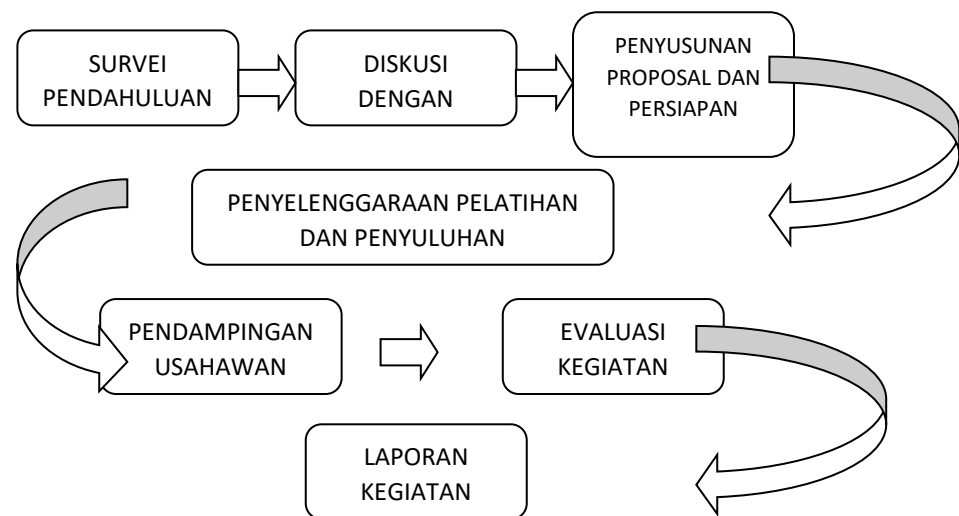 SURVEI
PENDAHULUAN
DISKUSI
DENGAN
PENYUSUNAN
PROPOSAL DAN
PERSIAPAN
PENYELENGGARAAN PELATIHAN
DAN PENYULUHAN
PENDAMPINGAN
USAHAWAN
EVALUASI
KEGIATAN
LAPORAN
KEGIATAN